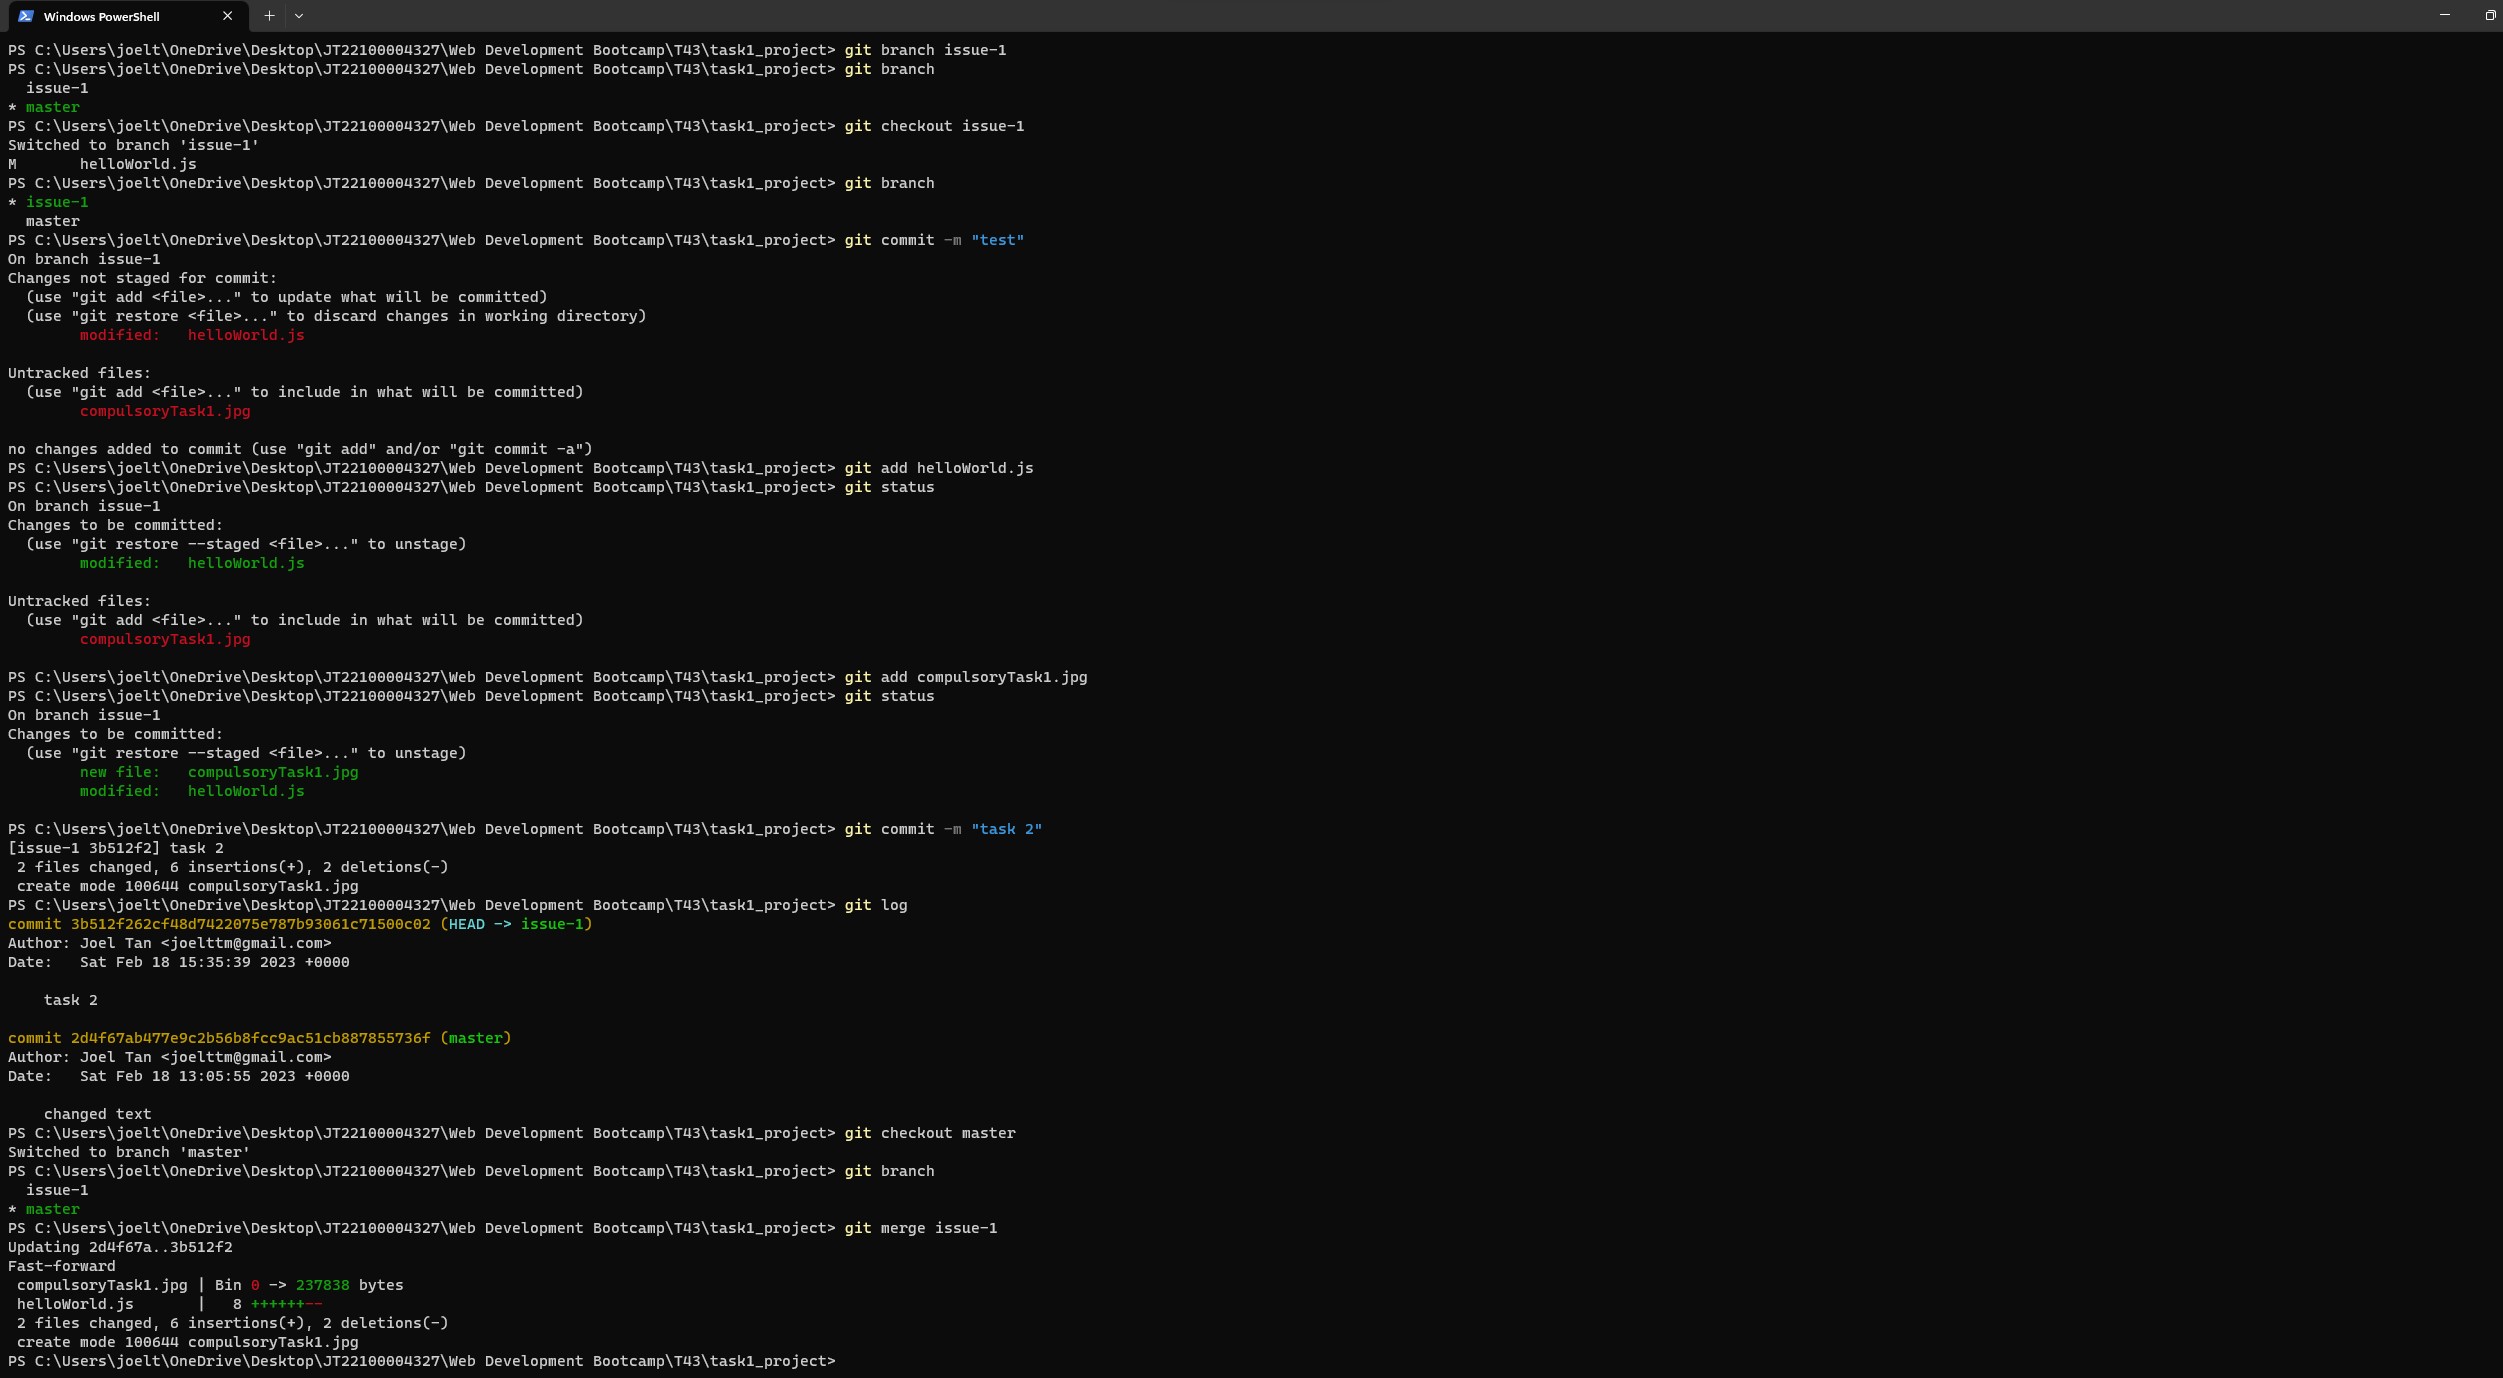 Windows PowerShell
PS C:\Users\joelt\OneDrive\Desktop\JT22100004327\Web Development Bootcamp\T43\task1_project> git branch issue-1
PS C:\Users\joelt\OneDrive\Desktop\JT22100004327\Web Development Bootcamp\T43\task1_project> git branch
  issue-1
* master
PS C:\Users\joelt\OneDrive\Desktop\JT22100004327\Web Development Bootcamp\T43\task1_project> git checkout issue-1
Switched to branch 'issue-1'
M       helloWorld.js
PS C:\Users\joelt\OneDrive\Desktop\JT22100004327\Web Development Bootcamp\T43\task1_project> git branch
* issue-1
  master
PS C:\Users\joelt\OneDrive\Desktop\JT22100004327\Web Development Bootcamp\T43\task1_project> git commit -m "test"
On branch issue-1
Changes not staged for commit:
  (use "git add <file>..." to update what will be committed)
  (use "git restore <file>..." to discard changes in working directory)
        modified:   helloWorld.js

Untracked files:
  (use "git add <file>..." to include in what will be committed)
        compulsoryTask1.jpg

no changes added to commit (use "git add" and/or "git commit -a")
PS C:\Users\joelt\OneDrive\Desktop\JT22100004327\Web Development Bootcamp\T43\task1_project> git add helloWorld.js
PS C:\Users\joelt\OneDrive\Desktop\JT22100004327\Web Development Bootcamp\T43\task1_project> git status
On branch issue-1
Changes to be committed:
  (use "git restore --staged <file>..." to unstage)
        modified:   helloWorld.js

Untracked files:
  (use "git add <file>..." to include in what will be committed)
        compulsoryTask1.jpg

PS C:\Users\joelt\OneDrive\Desktop\JT22100004327\Web Development Bootcamp\T43\task1_project> git add compulsoryTask1.jpg
PS C:\Users\joelt\OneDrive\Desktop\JT22100004327\Web Development Bootcamp\T43\task1_project> git status
On branch issue-1
Changes to be committed:
  (use "git restore --staged <file>..." to unstage)
        new file:   compulsoryTask1.jpg
        modified:   helloWorld.js

PS C:\Users\joelt\OneDrive\Desktop\JT22100004327\Web Development Bootcamp\T43\task1_project> git commit -m "task 2"
[issue-1 3b512f2] task 2
 2 files changed, 6 insertions(+), 2 deletions(-)
 create mode 100644 compulsoryTask1.jpg
PS C:\Users\joelt\OneDrive\Desktop\JT22100004327\Web Development Bootcamp\T43\task1_project> git log
commit 3b512f262cf48d7422075e787b93061c71500c02 (HEAD -> issue-1)
Author: Joel Tan <joelttm@gmail.com>
Date:   Sat Feb 18 15:35:39 2023 +0000

    task 2

commit 2d4f67ab477e9c2b56b8fcc9ac51cb887855736f (master)
Author: Joel Tan <joelttm@gmail.com>
Date:   Sat Feb 18 13:05:55 2023 +0000

    changed text
PS C:\Users\joelt\OneDrive\Desktop\JT22100004327\Web Development Bootcamp\T43\task1_project> git checkout master
Switched to branch 'master'
PS C:\Users\joelt\OneDrive\Desktop\JT22100004327\Web Development Bootcamp\T43\task1_project> git branch
  issue-1
* master
PS C:\Users\joelt\OneDrive\Desktop\JT22100004327\Web Development Bootcamp\T43\task1_project> git merge issue-1
Updating 2d4f67a..3b512f2
Fast-forward
 compulsoryTask1.jpg | Bin 0 -> 237838 bytes
 helloWorld.js       |   8 ++++++--
 2 files changed, 6 insertions(+), 2 deletions(-)
 create mode 100644 compulsoryTask1.jpg
PS C:\Users\joelt\OneDrive\Desktop\JT22100004327\Web Development Bootcamp\T43\task1_project>